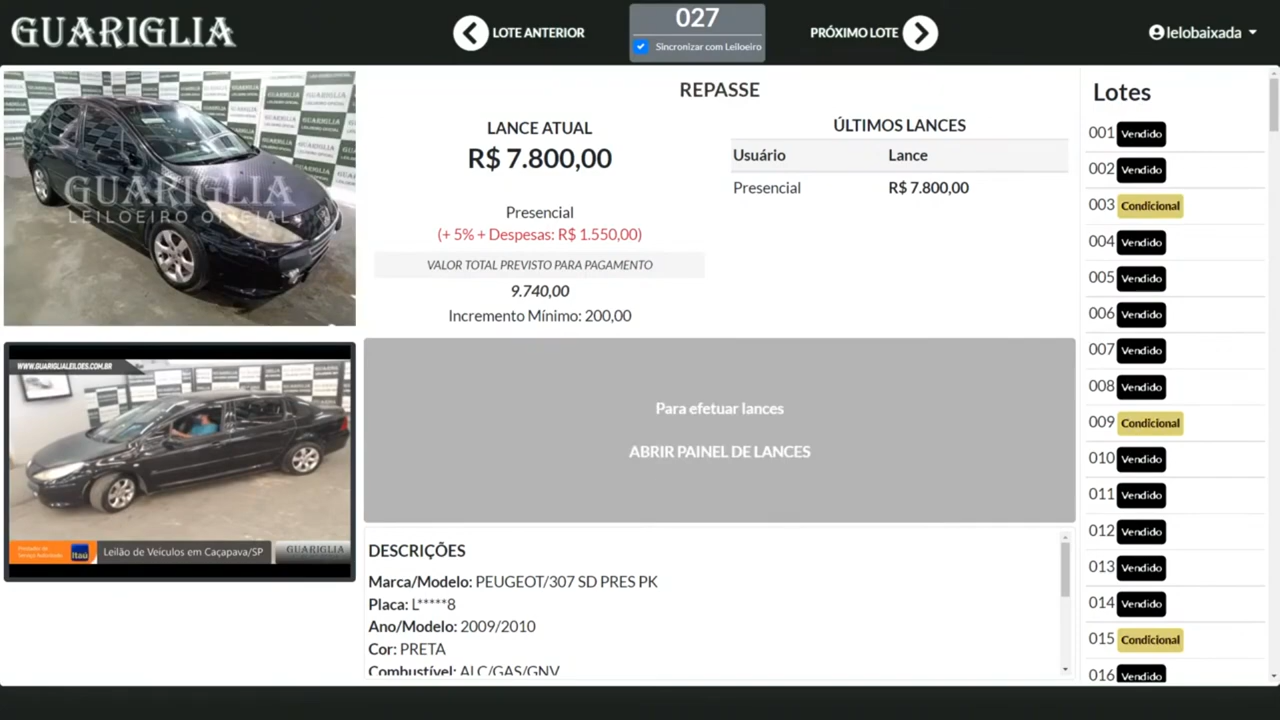 GUARIGLIA
LOTE ANTERIOR
027
Sincronizar com Leiloeiro
PRÓXIMO LOTE
lelobaixada
GUARIGLIA
LEILOEIRO OFICIAL
REPASSE
LANCE ATUAL
R$ 7.800,00
Presencial
(+ 5% + Despesas: R$ 1.550,00)
VALOR TOTAL PREVISTO PARA PAGAMENTO
9.740,00
Incremento Mínimo: 200,00
ÚLTIMOS LANCES
Usuário Lance
Presencial R$ 7.800,00
Para efetuar lances
ABRIR PAINEL DE LANCES
WWW.GUARIGLIALEILOES.COM.BR
Prestador de
Serviço Autorizado
Itaú
Leilão de Veículos em Caçapava/SP
GUARIGLIA
DESCRIÇÕES
Marca/Modelo: PEUGEOT/307 SD PRES PK
Placa: L*****8
Ano/Modelo: 2009/2010
Cor: PRETA
Combustível: ALC/GAS/GNV
Lotes
001 Vendido
002 Vendido
003 Condicional
004 Vendido
005 Vendido
006 Vendido
007 Vendido
008 Vendido
009 Condicional
010 Vendido
011 Vendido
012 Vendido
013 Vendido
014 Vendido
015 Condicional
016 Vendido